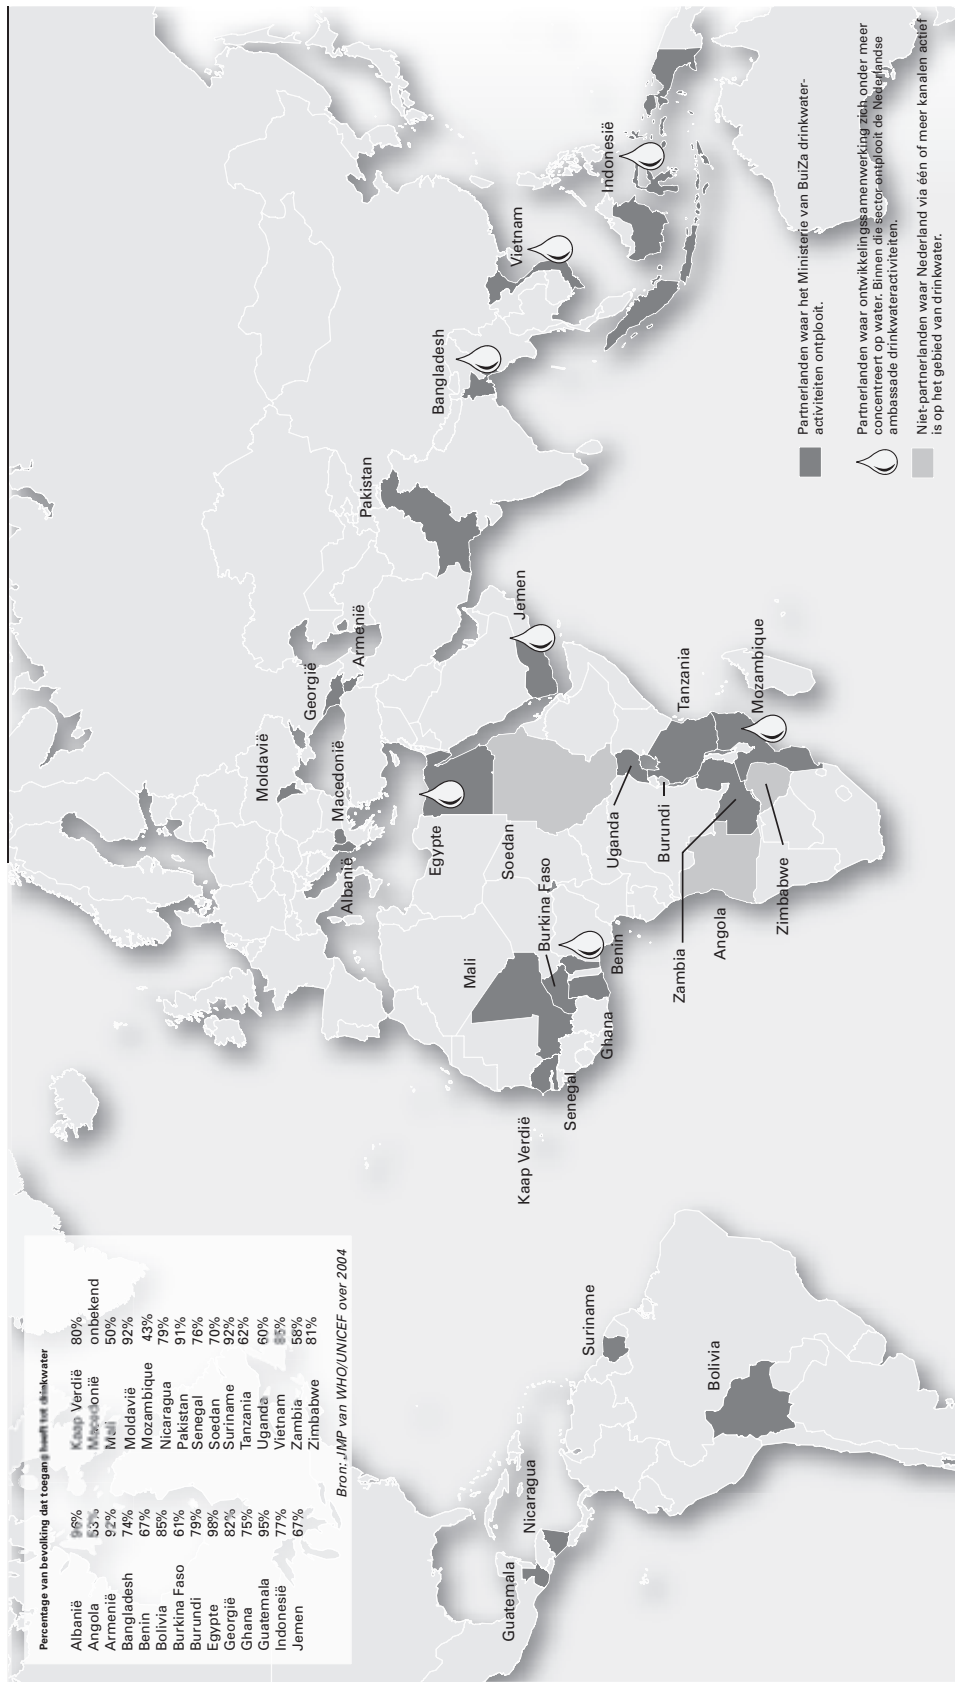 Percentage van bevolking dat toegang heeft tot drinkwater
Albanië 96%
Angola 53%
Armenië 92%
Bangladesh 74%
Benin 67%
Bolivia 85%
Burkina Faso 61%
Burundi 79%
Egypte 98%
Georgië 82%
Ghana 75%
Guatemala 95%
Indonesië 77%
Jemen 67%
Kaap Verdië 80%
Macedonië onbekend
Mali 50%
Moldavië 92%
Mozambique 43%
Nicaragua 79%
Pakistan 91%
Senegal 76%
Soedan 70%
Suriname 92%
Tanzania 62%
Uganda 60%
Vietnam 85%
Zambia 58%
Zimbabwe 81%
Bron: JMP van WHO/UNICEF over 2004
Guatemala
Nicaragua
Suriname
Bolivia
Kaap Verdië
Senegal
Ghana
Mali
Burkina Faso
Benin
Zambia
Angola
Zimbabwe
Albanië
Macedonië
Moldavië
Georgië
Armenië
Egypte
Soedan
Uganda
Burundi
Tanzania
Mozambique
Jemen
Pakistan
Bangladesh
Vietnam
Indonesië
Partnerlanden waar het Ministerie van BuiZa drinkwater-
activiteiten ontplooit.
Partnerlanden waar ontwikkelingssamenwerking zich onder meer
concentreert op water. Binnen die sector ontplooit de Nederlandse
ambassade drinkwateractiviteiten.
Niet-partnerlanden waar Nederland via één of meer kanalen actief
is op het gebied van drinkwater.